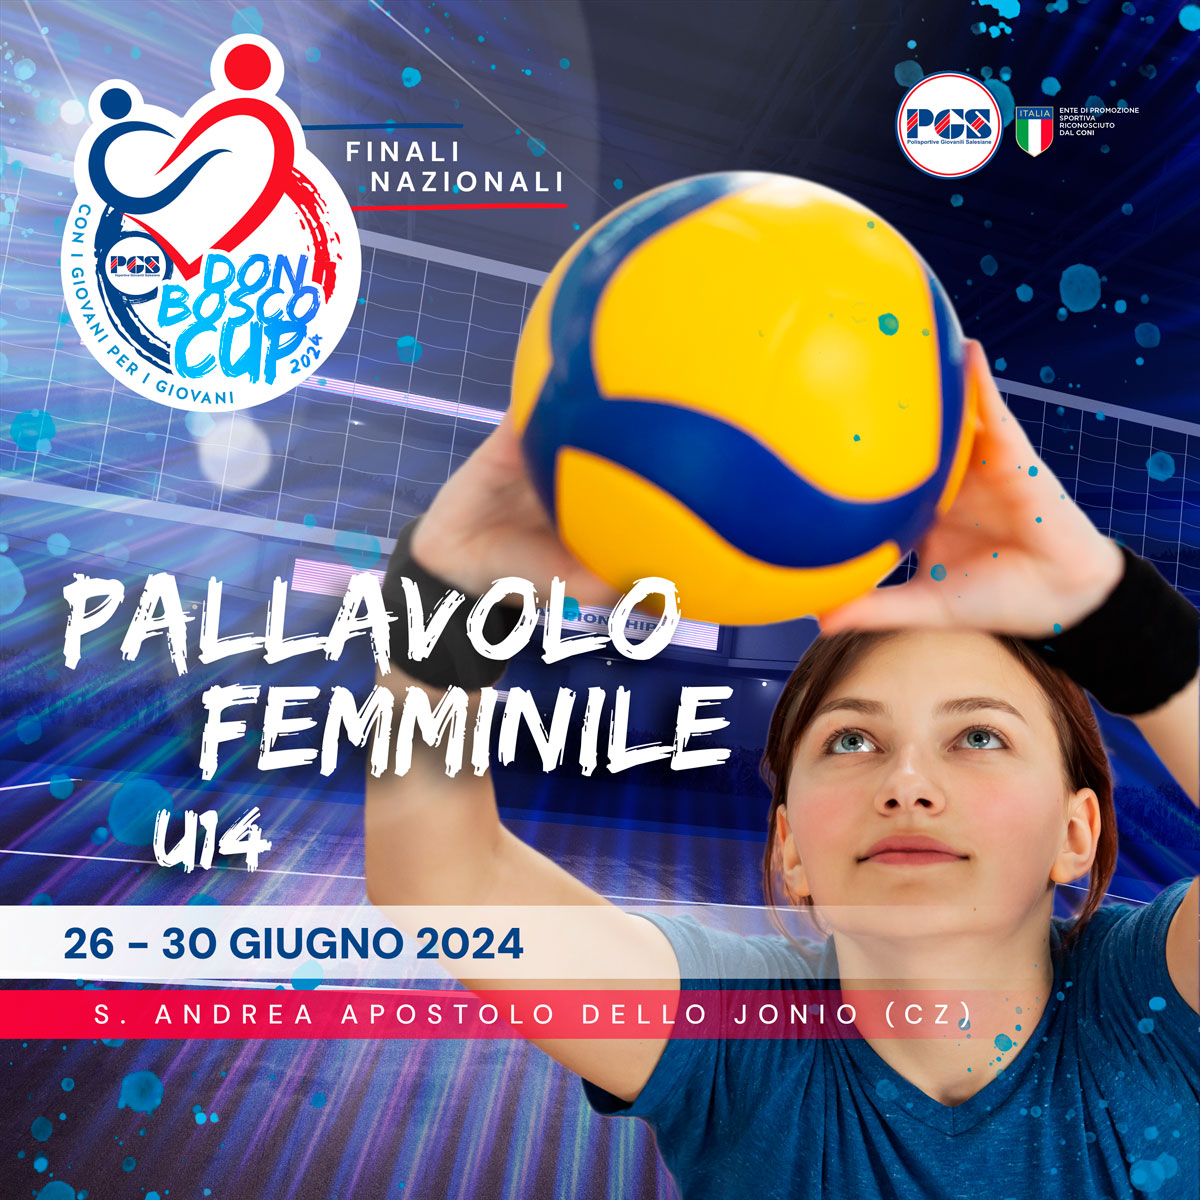 FINALI
NAZIONALI
CON I GIOVANI PER I GIOVANI
PGS
DON
BOSCO
CUP
2024
PGS
Polisportive Giovanili Salesiane
ITALIA
ENTE DI PROMOZIONE
SPORTIVA
RICONOSCIUTO
DAL CONI
PALLAVOLO
FEMMINILE
U14
26 – 30 GIUGNO 2024
S. ANDREA APOSTOLO DELLO JONIO (CZ)